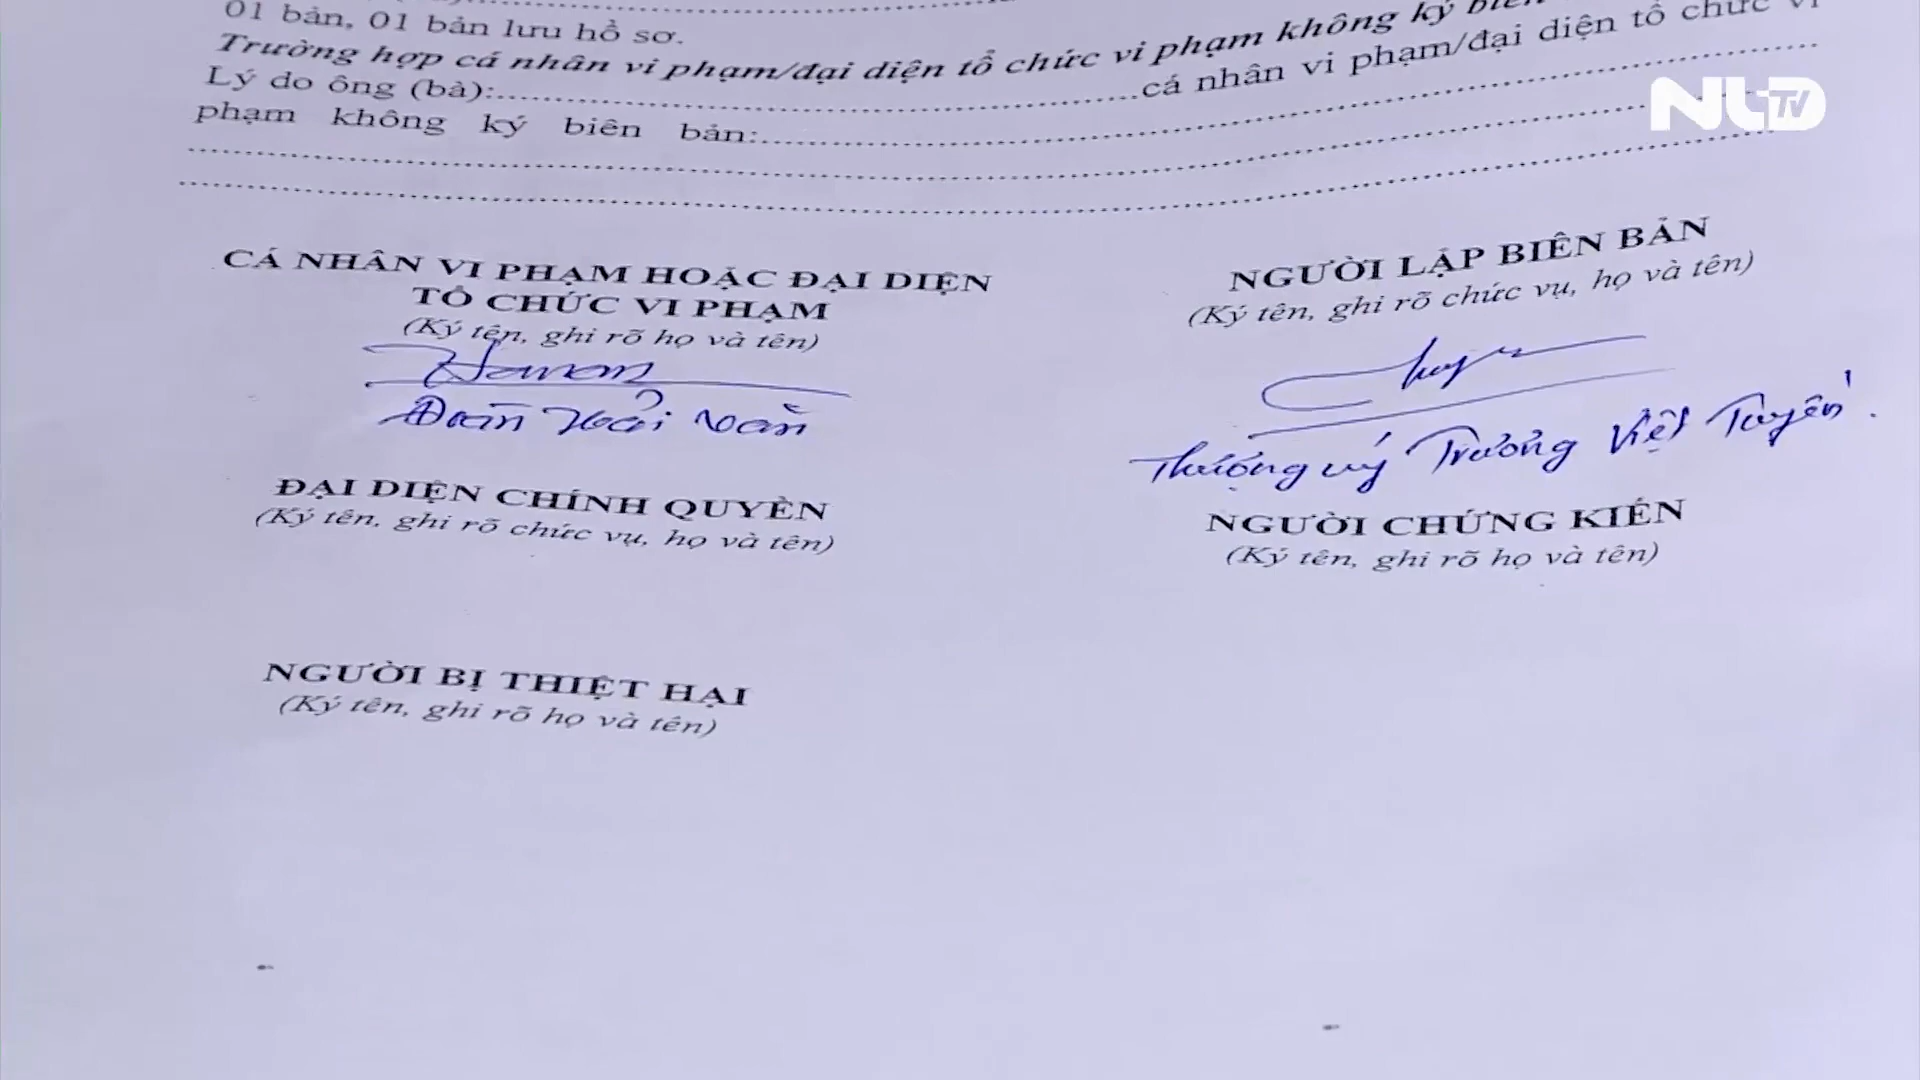 01 bản, 01 bản lưu hồ sơ.
Trường hợp cá nhân vi phạm/đại diện tổ chức vi phạm không ký biên
Lý do ông (bà):..........cá nhân vi phạm/đại diện tổ chức vi
phạm không ký biên bản:..........
NLĐTV
CÁ NHÂN VI PHẠM HOẶC ĐẠI DIỆN
TỔ CHỨC VI PHẠM
(Ký tên, ghi rõ họ và tên)
Đoàn Hải
NGƯỜI LẬP BIÊN BẢN
(Ký tên, ghi rõ chức vụ, họ và tên)
Thượng uý Trương Việt Tuyên
ĐẠI DIỆN CHÍNH QUYỀN
(Ký tên, ghi rõ chức vụ, họ và tên)
NGƯỜI CHỨNG KIẾN
(Ký tên, ghi rõ họ và tên)
NGƯỜI BỊ THIỆT HẠI
(Ký tên, ghi rõ họ và tên)